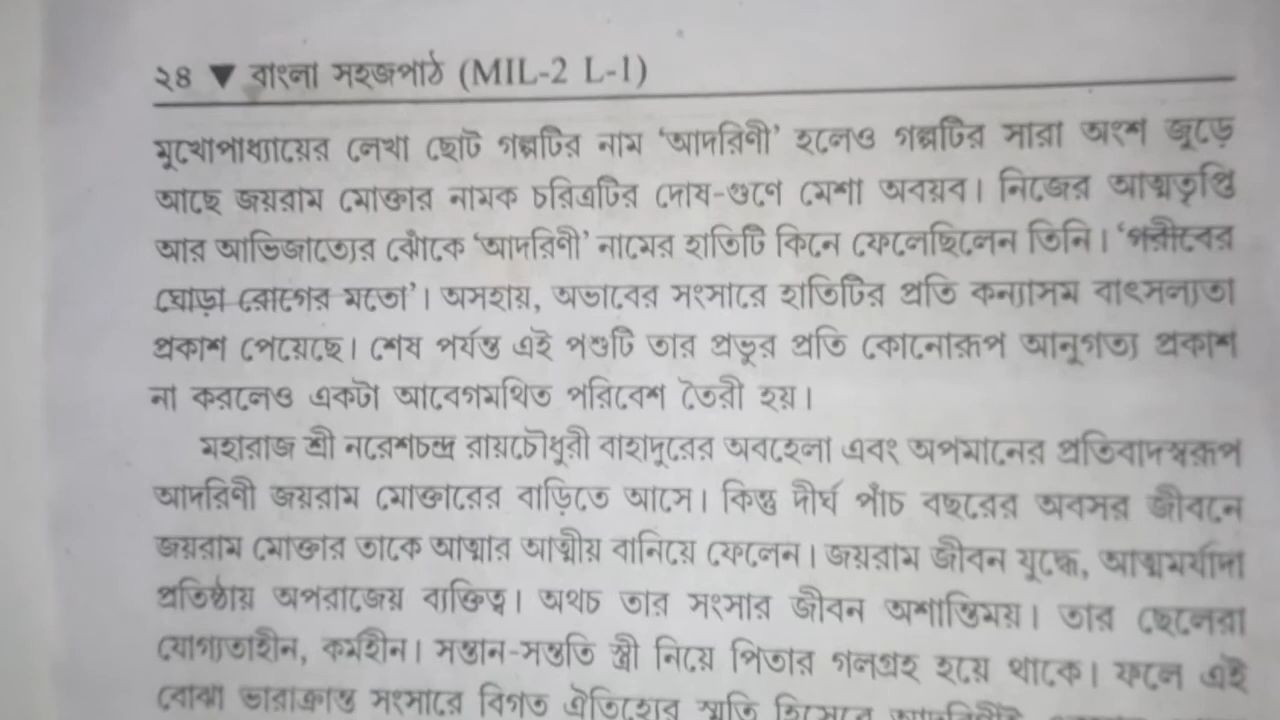 ২৪ ▼ বাংলা সহজপাঠ (MIL-2 L-1)
মুখোপাধ্যায়ের লেখা ছোট গল্পটির নাম 'আদরিণী' হলেও গল্পটির সারা অংশ জুড়ে
আছে জয়রাম মোক্তার নামক চরিত্রটির দোষ-গুণে মেশা অবয়ব। নিজের আত্মতৃপ্তি
আর আভিজাত্যের ঝোঁকে 'আদরিণী' নামের হাতিটি কিনে ফেলেছিলেন তিনি। 'গরীবের
ঘোড়া রোগের মতো'। অসহায়, অভাবের সংসারে হাতিটির প্রতি কন্যাসম বাৎসল্যতা
প্রকাশ পেয়েছে। শেষ পর্যন্ত এই পশুটি তার প্রভুর প্রতি কোনোরূপ আনুগত্য প্রকাশ
না করলেও একটা আবেগমথিত পরিবেশ তৈরী হয়।
মহারাজ শ্রী নরেশচন্দ্র রায়চৌধুরী বাহাদুরের অবহেলা এবং অপমানের প্রতিবাদস্বরূপ
আদরিণী জয়রাম মোক্তারের বাড়িতে আসে। কিন্তু দীর্ঘ পাঁচ বছরের অবসর জীবনে
জয়রাম মোক্তার তাকে আত্মার আত্মীয় বানিয়ে ফেলেন। জয়রাম জীবন যুদ্ধে, আত্মমর্যাদা
প্রতিষ্ঠায় অপরাজেয় ব্যক্তিত্ব। অথচ তার সংসার জীবন অশান্তিময়। তার ছেলেরা
যোগ্যতাহীন, কর্মহীন। সন্তান-সন্ততি স্ত্রী নিয়ে পিতার গলগ্রহ হয়ে থাকে। ফলে এই
বোঝা ভারাক্রান্ত সংসারে বিগত ঐতিহ্যের স্মৃতি হিসেবে